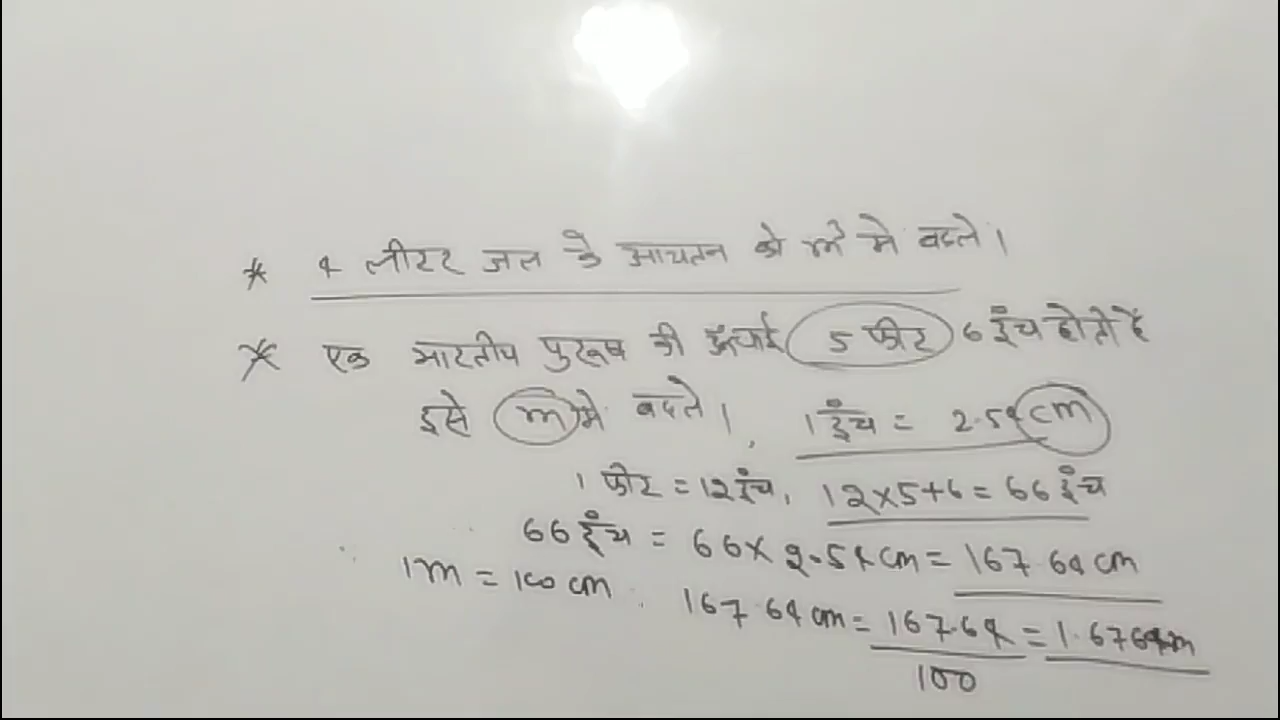 * 4 लीटर जल के आयतन को m³ मे बदले।
* एक भारतीय पुरूष की ऊंचाई 5 फीट 6 इंच होती है
इसे m मे बदले। 1 इंच = 2.54 cm
1 फीट = 12 इंच, 12×5+6 = 66 इंच
66 इंच = 66× 2.54 cm = 167.64 cm
1m = 100 cm 167.64 cm = 167.64/100 = 1.6764m